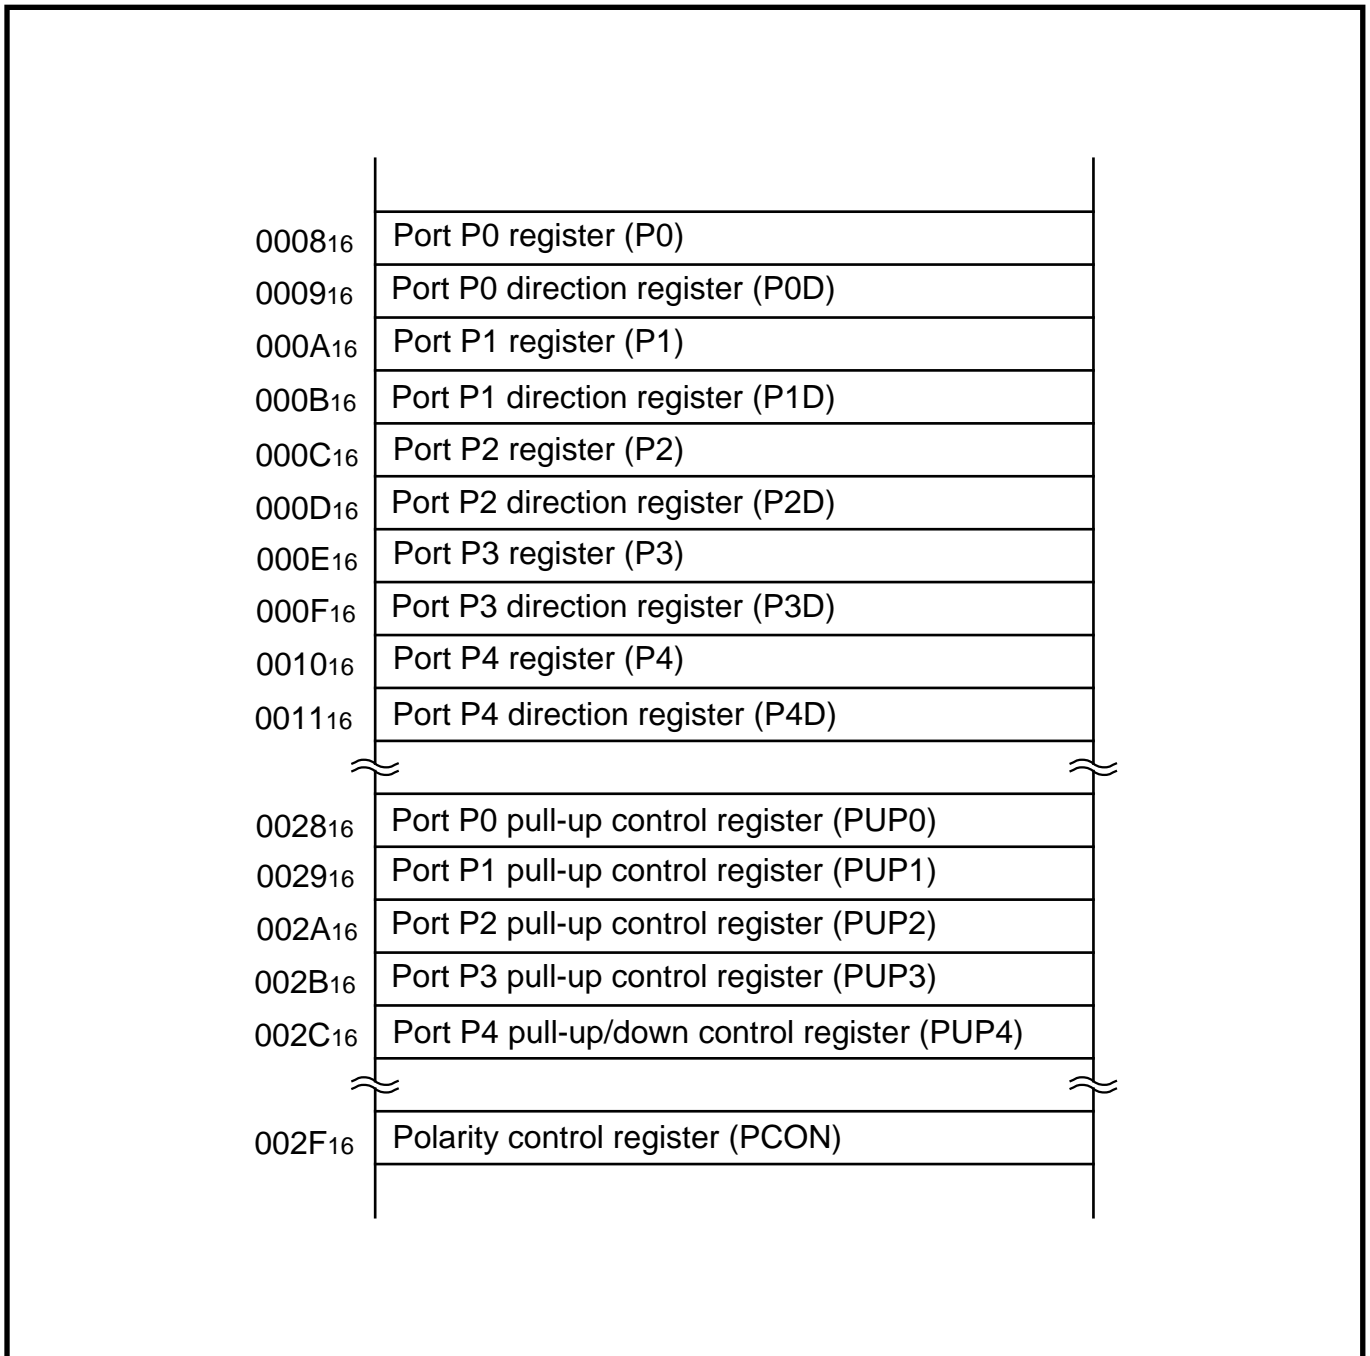 000816 Port P0 register (P0)
000916 Port P0 direction register (P0D)
000A16 Port P1 register (P1)
000B16 Port P1 direction register (P1D)
000C16 Port P2 register (P2)
000D16 Port P2 direction register (P2D)
000E16 Port P3 register (P3)
000F16 Port P3 direction register (P3D)
001016 Port P4 register (P4)
001116 Port P4 direction register (P4D)
002816 Port P0 pull-up control register (PUP0)
002916 Port P1 pull-up control register (PUP1)
002A16 Port P2 pull-up control register (PUP2)
002B16 Port P3 pull-up control register (PUP3)
002C16 Port P4 pull-up/down control register (PUP4)
002F16 Polarity control register (PCON)